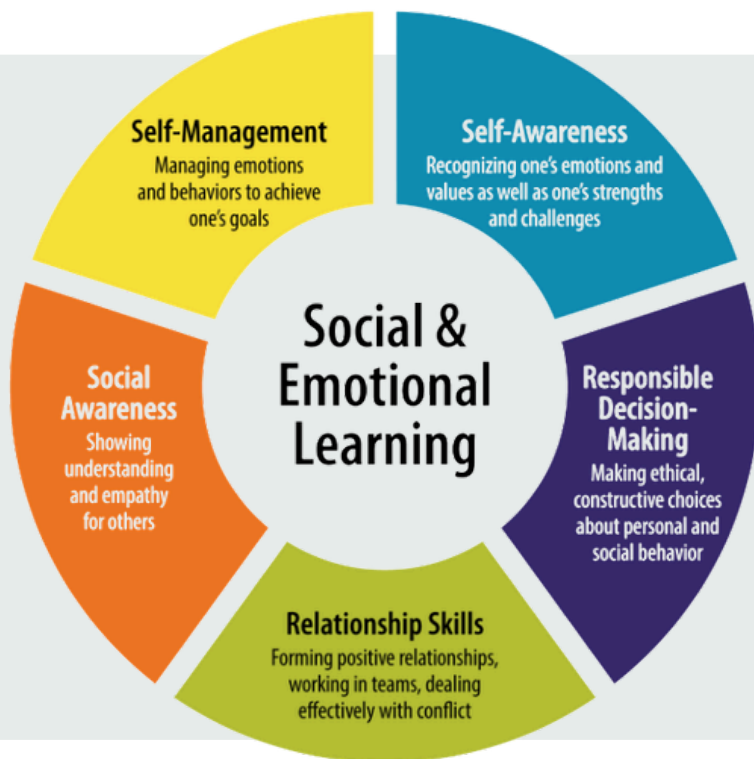 Self-Management
Managing emotions
and behaviors to achieve
one's goals
Self-Awareness
Recognizing one's emotions and
values as well as one's strengths
and challenges
Social &
Emotional
Learning
Social
Awareness
Showing
understanding
and empathy
for others
Responsible
Decision-
Making
Making ethical,
constructive choices
about personal and
social behavior
Relationship Skills
Forming positive relationships,
working in teams, dealing
effectively with conflict